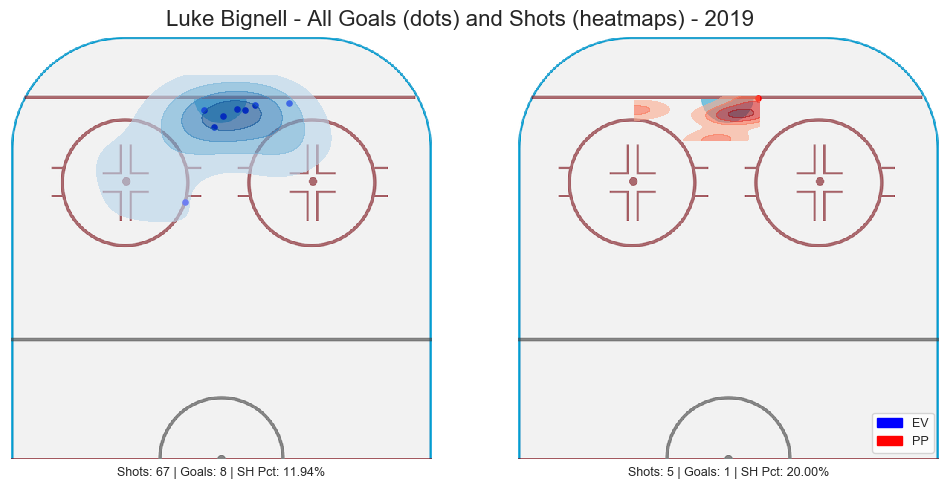 Luke Bignell - All Goals (dots) and Shots (heatmaps) - 2019
EV
PP
Shots: 67 | Goals: 8 | SH Pct: 11.94%
Shots: 5 | Goals: 1 | SH Pct: 20.00%